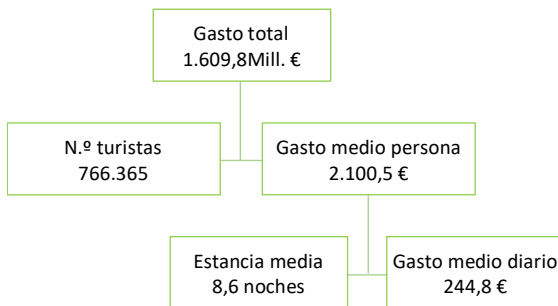 Gasto total
1.609,8Mill. €
N.º turistas
766.365
Gasto medio persona
2.100,5 €
Estancia media
8,6 noches
Gasto medio diario
244,8 €